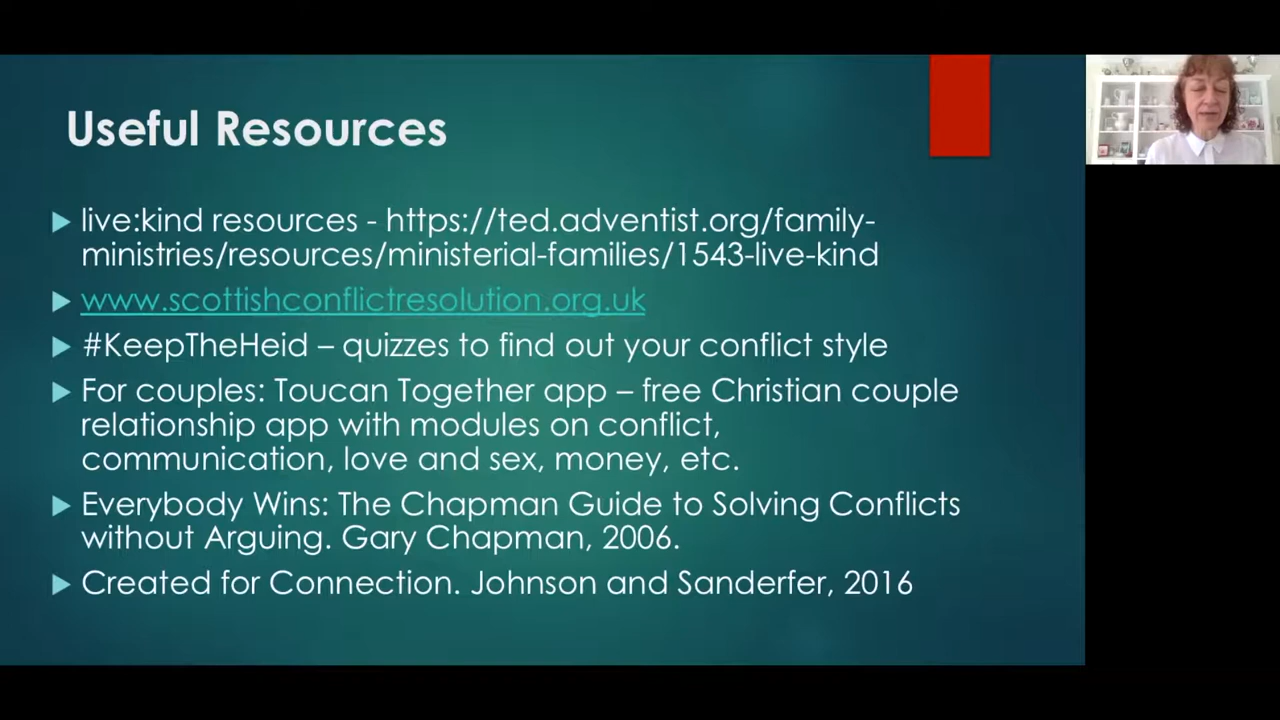 Useful Resources
live:kind resources - https://ted.adventist.org/family-
ministries/resources/ministerial-families/1543-live-kind
www.scottishconflictresolution.org.uk
#KeepTheHeid – quizzes to find out your conflict style
For couples: Toucan Together app – free Christian couple
relationship app with modules on conflict,
communication, love and sex, money, etc.
Everybody Wins: The Chapman Guide to Solving Conflicts
without Arguing. Gary Chapman, 2006.
Created for Connection. Johnson and Sanderfer, 2016